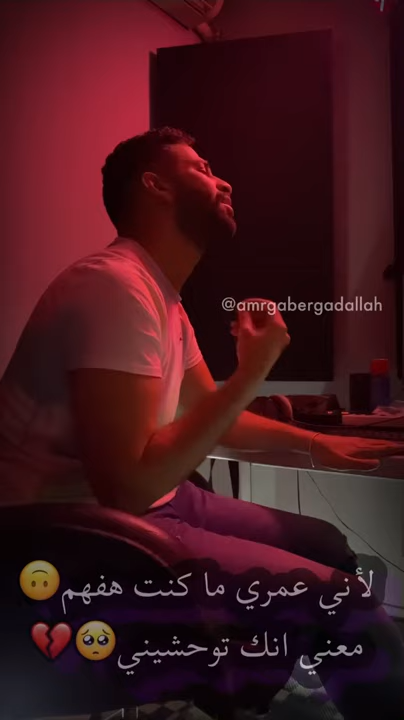 @amrgabergadallah
لأني عمري ما كنت هفهم🙃
معني انك توحشيني🥺💔